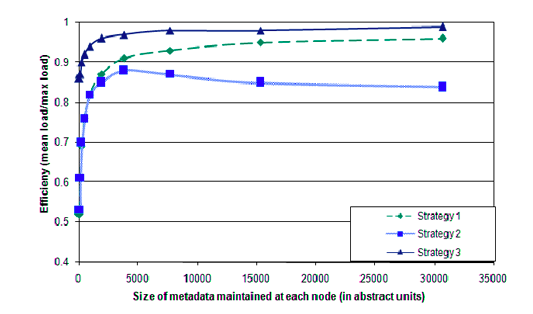 1
0.9
0.8
0.7
0.6
0.5
0.4
Efficieny (mean load/max load)
0 5000 10000 15000 20000 25000 30000 35000
Size of metadata maintained at each node (in abstract units)
Strategy 1
Strategy 2
Strategy 3